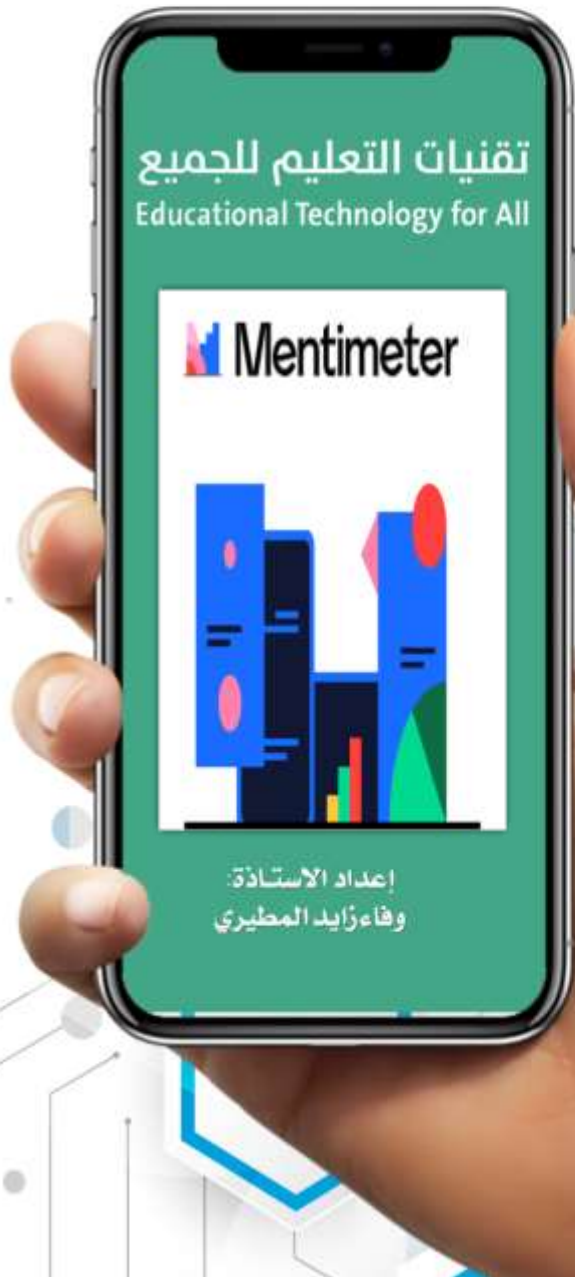 تقنيات التعليم للجميع
Educational Technology for All
Mentimeter
إعداد الاستاذة:
وفاءزايد المطيري